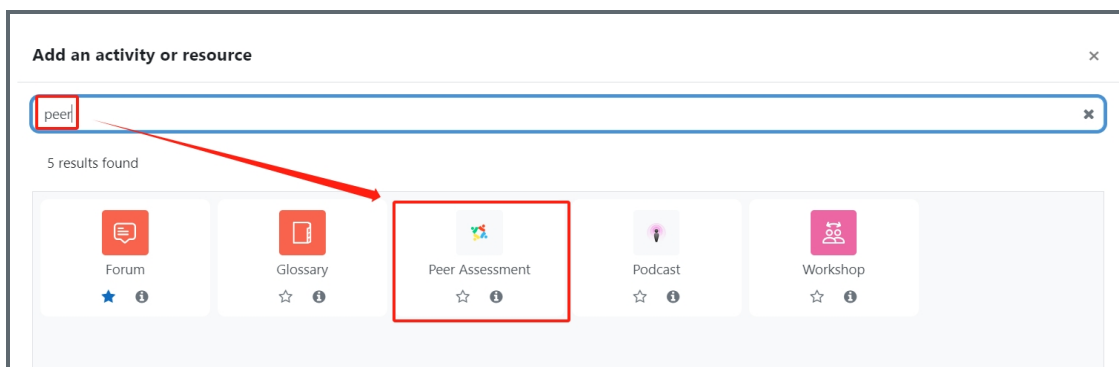 Add an activity or resource
peer
5 results found
Forum
Glossary
Peer Assessment
Podcast
Workshop